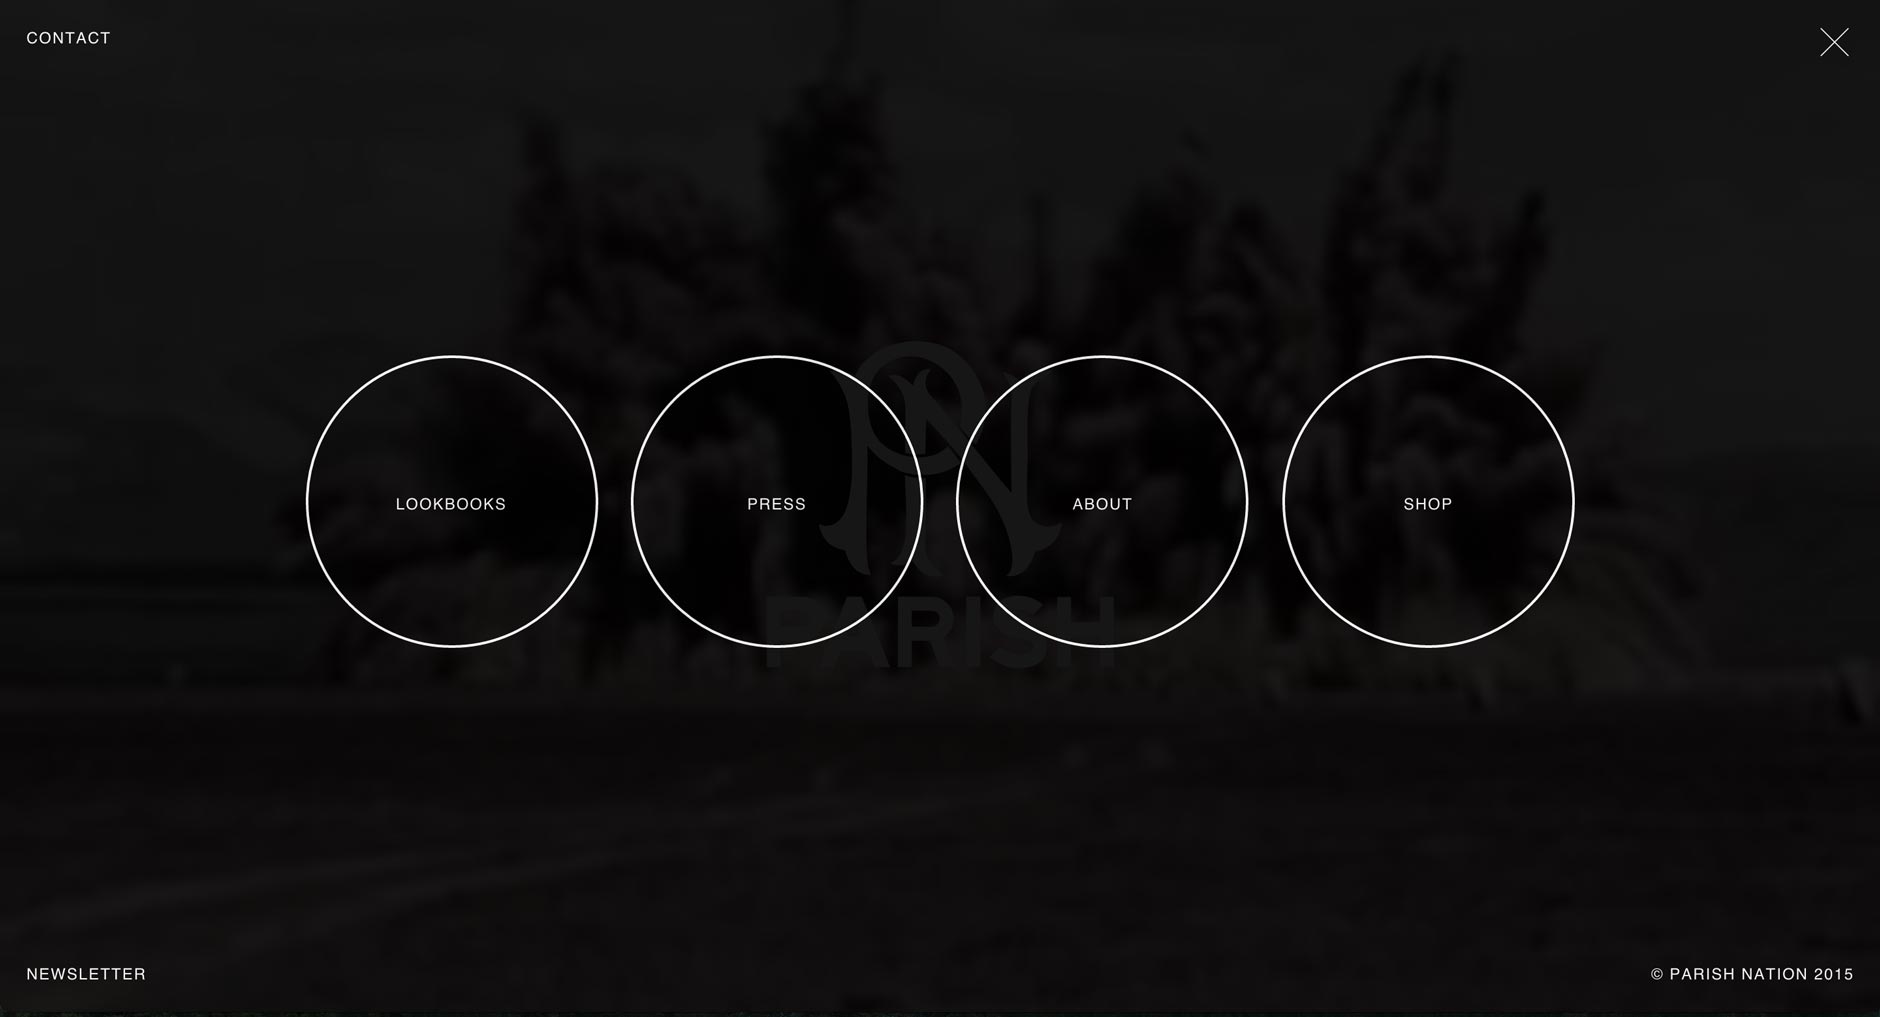 CONTACT
LOOKBOOKS
PRESS
ABOUT
SHOP
PARISH
NEWSLETTER
© PARISH NATION 2015